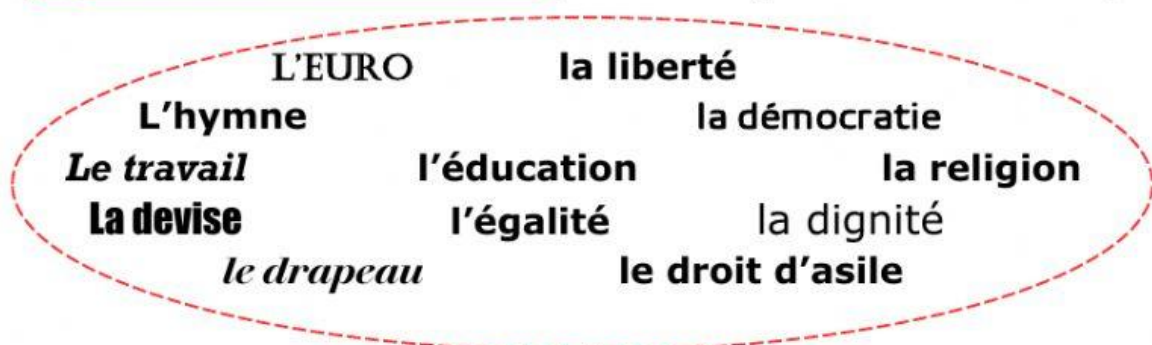 L'EURO la liberté
L'hymne la démocratie
Le travail l'éducation la religion
La devise l'égalité la dignité
le drapeau le droit d'asile